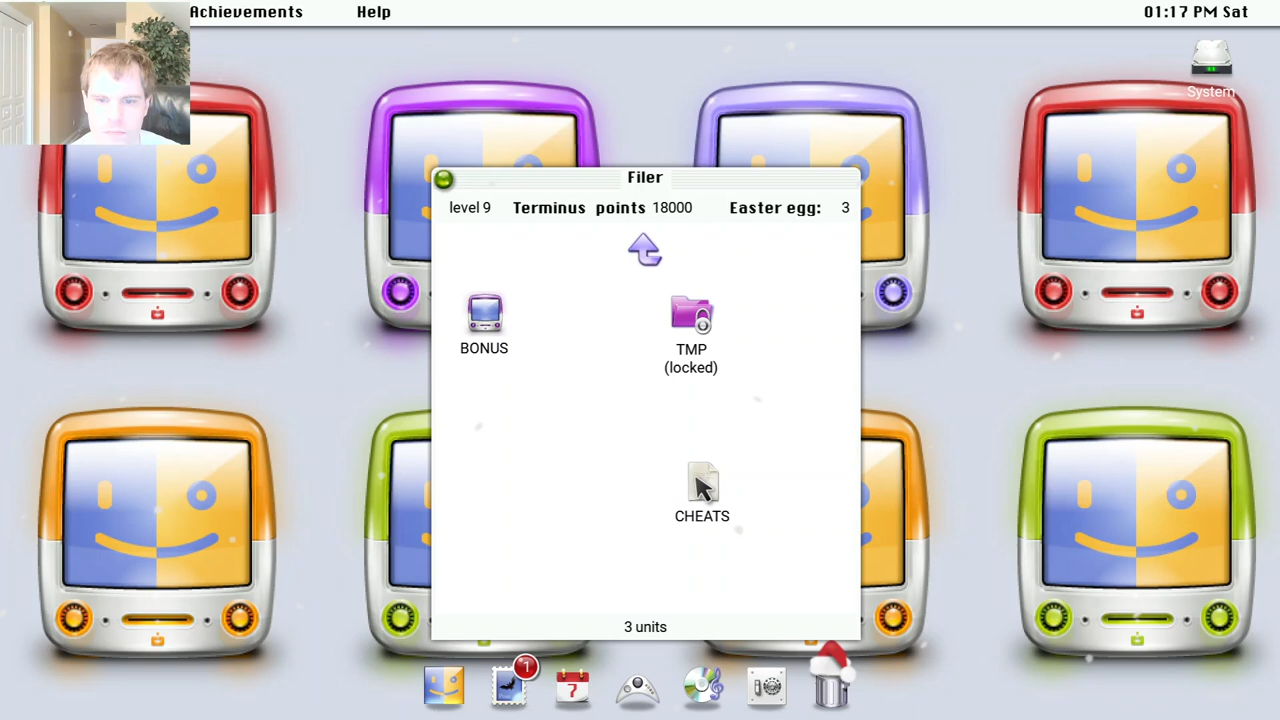 Achievements Help 01:17 PM Sat
System
Filer
level 9 Terminus points 18000 Easter egg: 3
BONUS
TMP
(locked)
CHEATS
3 units
1
7